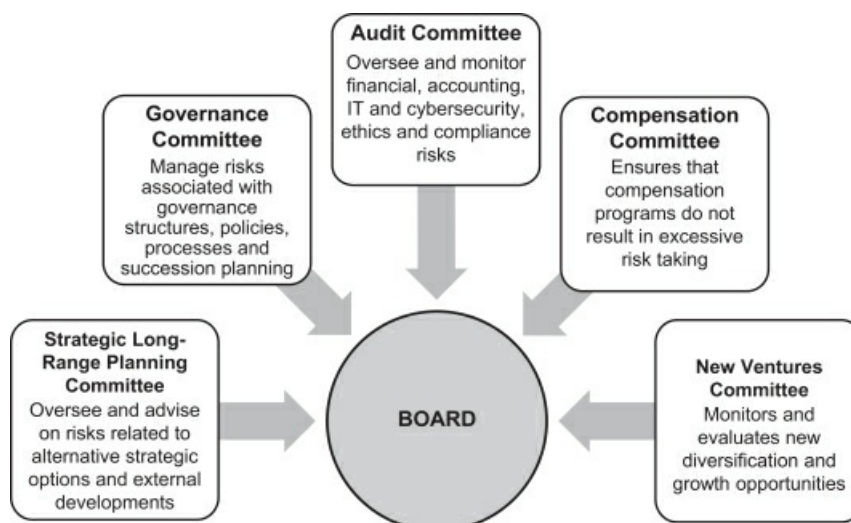 Audit Committee
Oversee and monitor
financial, accounting,
IT and cybersecurity,
ethics and compliance
risks
Governance
Committee
Manage risks
associated with
governance
structures, policies,
processes and
succession planning
Compensation
Committee
Ensures that
compensation
programs do not
result in excessive
risk taking
Strategic Long-
Range Planning
Committee
Oversee and advise
on risks related to
alternative strategic
options and external
developments
BOARD
New Ventures
Committee
Monitors and
evaluates new
diversification and
growth opportunities